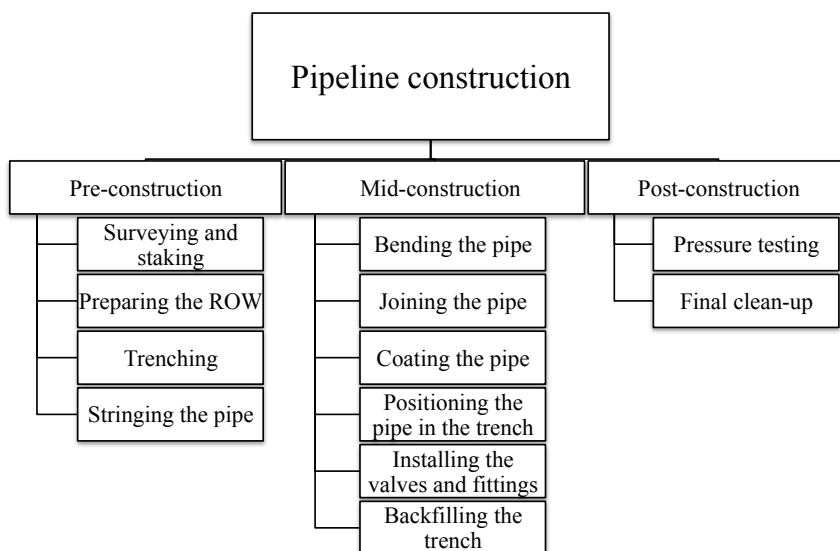 Pipeline construction
Pre-construction
Surveying and
staking
Preparing the ROW
Trenching
Stringing the pipe
Mid-construction
Bending the pipe
Joining the pipe
Coating the pipe
Positioning the
pipe in the trench
Installing the
valves and fittings
Backfilling the
trench
Post-construction
Pressure testing
Final clean-up